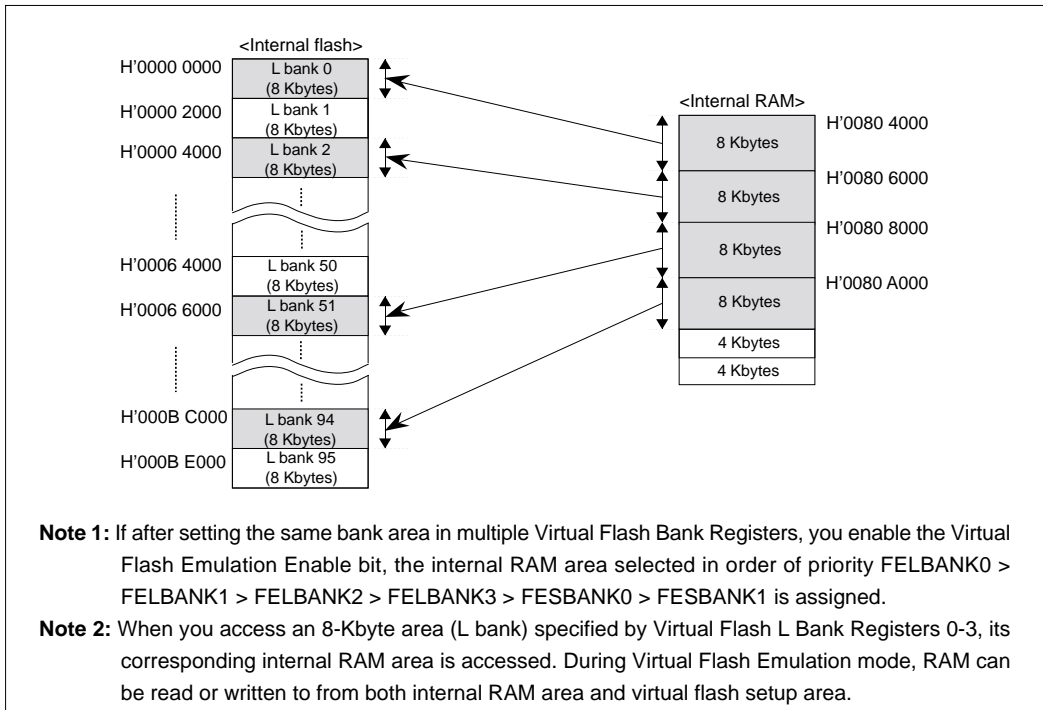 <Internal flash>
H'0000 0000
L bank 0
(8 Kbytes)
H'0000 2000
L bank 1
(8 Kbytes)
H'0000 4000
L bank 2
(8 Kbytes)
H'0006 4000
L bank 50
(8 Kbytes)
H'0006 6000
L bank 51
(8 Kbytes)
H'000B C000
L bank 94
(8 Kbytes)
H'000B E000
L bank 95
(8 Kbytes)
<Internal RAM>
8 Kbytes
H'0080 4000
8 Kbytes
H'0080 6000
8 Kbytes
H'0080 8000
8 Kbytes
H'0080 A000
4 Kbytes
4 Kbytes
Note 1: If after setting the same bank area in multiple Virtual Flash Bank Registers, you enable the Virtual
Flash Emulation Enable bit, the internal RAM area selected in order of priority FELBANK0 >
FELBANK1 > FELBANK2 > FELBANK3 > FESBANK0 > FESBANK1 is assigned.
Note 2: When you access an 8-Kbyte area (L bank) specified by Virtual Flash L Bank Registers 0-3, its
corresponding internal RAM area is accessed. During Virtual Flash Emulation mode, RAM can
be read or written to from both internal RAM area and virtual flash setup area.